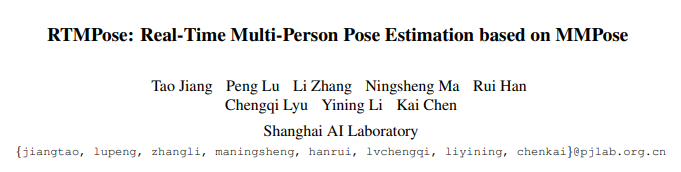 RTMPose: Real-Time Multi-Person Pose Estimation based on MMPose
Tao Jiang Peng Lu Li Zhang Ningsheng Ma Rui Han
Chengqi Lyu Yining Li Kai Chen
Shanghai AI Laboratory
{jiangtao, lupeng, zhangli, maningsheng, hanrui, lvchengqi, liyining, chenkai}@pjlab.org.cn